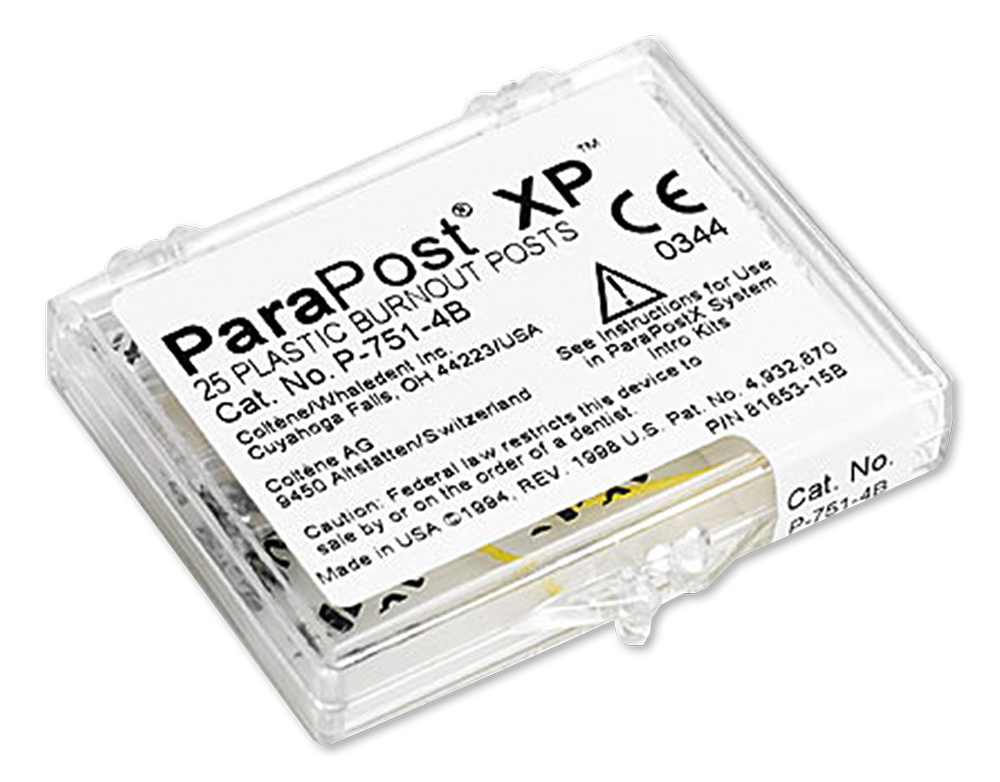 ParaPost® XP™
25 PLASTIC BURNOUT POSTS
Cat. No. P-751-4B
Coltène/Whaledent Inc.
Cuyahoga Falls, OH 44223/USA
Coltène AG
9450 Altstatten/Switzerland
CE
0344
See Instructions for Use
in ParaPostX System
Intro Kits
Caution: Federal law restricts this device to
sale by or on the order of a dentist.
Made in USA ©1994, REV. 1998 U.S. Pat. No. 4,932,870
P/N 81653-15B
Cat. No.
P-751-4B